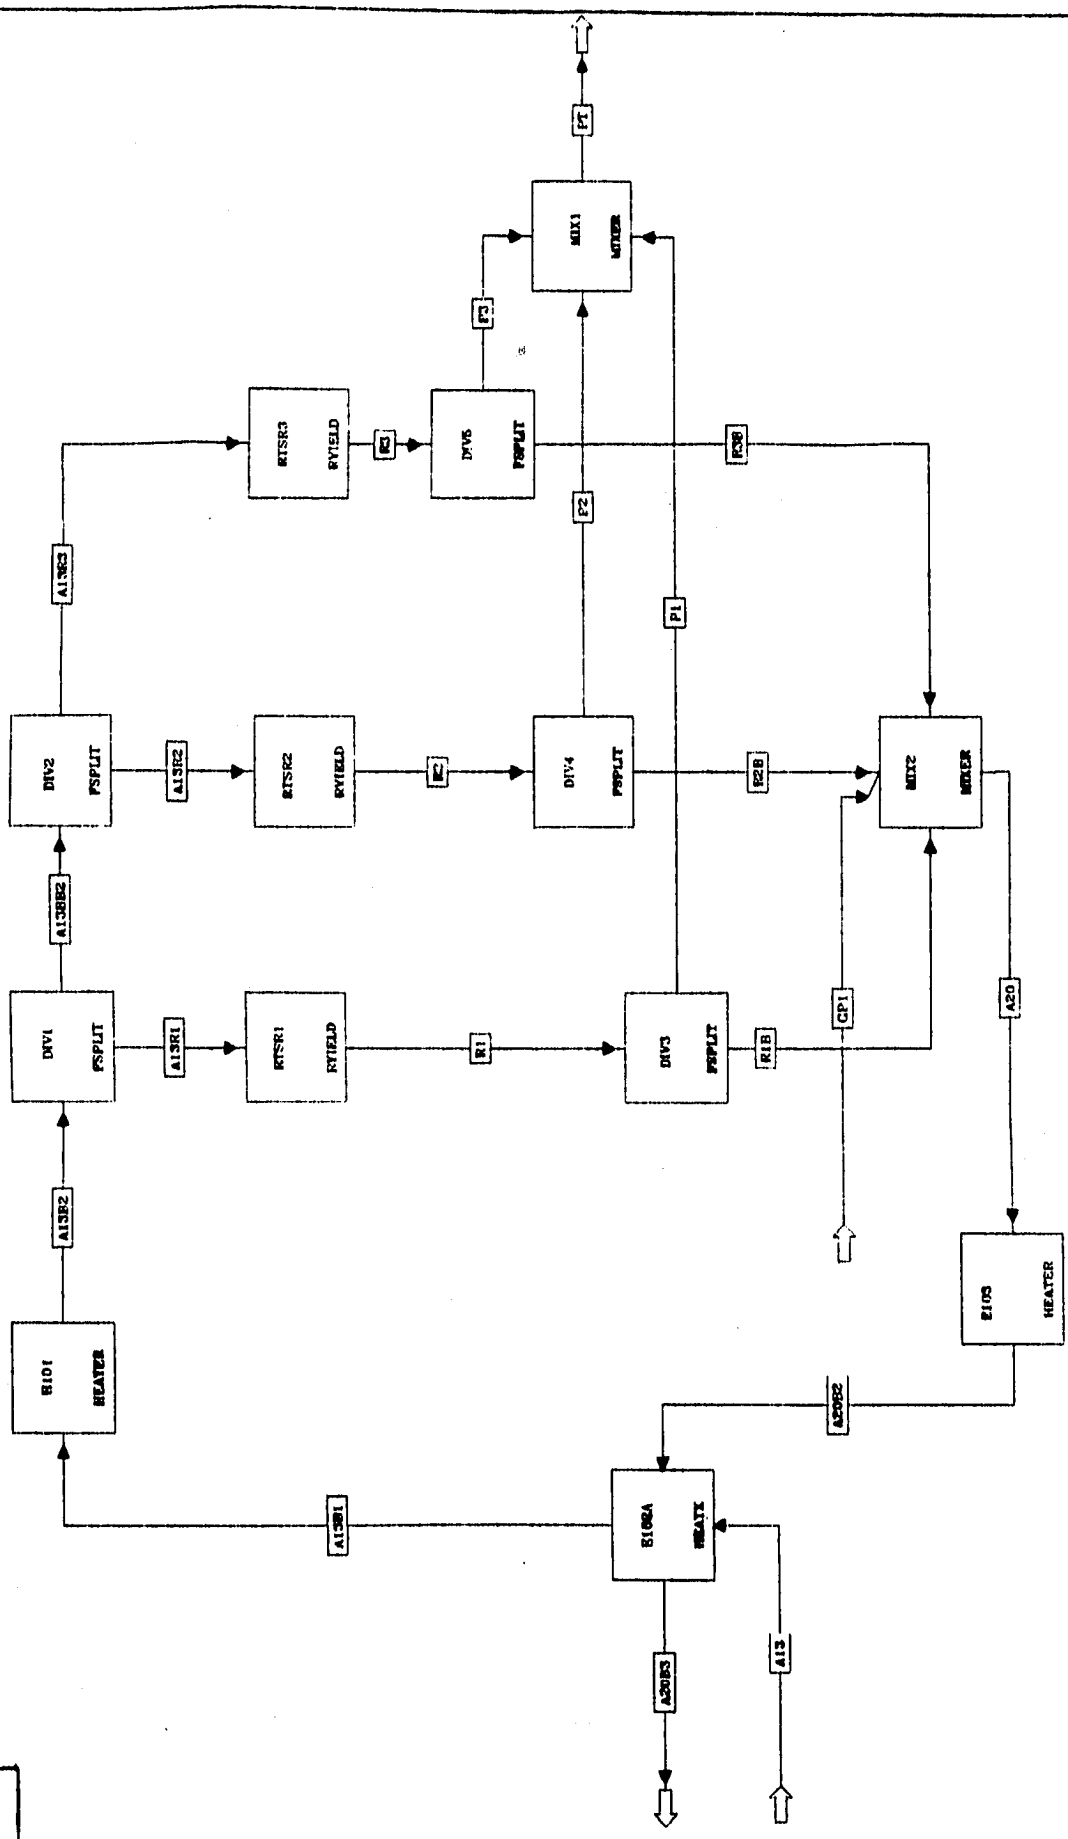 PT
MIX1
MIXER
P3
RTSR3
RYIELD
R3
DIV5
FSPLIT
R3B
P2
A13R3
P1
DIV2
FSPLIT
A13R2
RTSR2
RYIELD
R2
DIV4
FSPLIT
R2B
MIX2
MIXER
A13BB2
DIV1
FSPLIT
A13R1
RTSR1
RYIELD
R1
DIV3
FSPLIT
R1B
GP1
A20
A13B2
E101
HEATER
E103
HEATER
A20B2
A13B1
E102A
HEATX
A20B3
A13